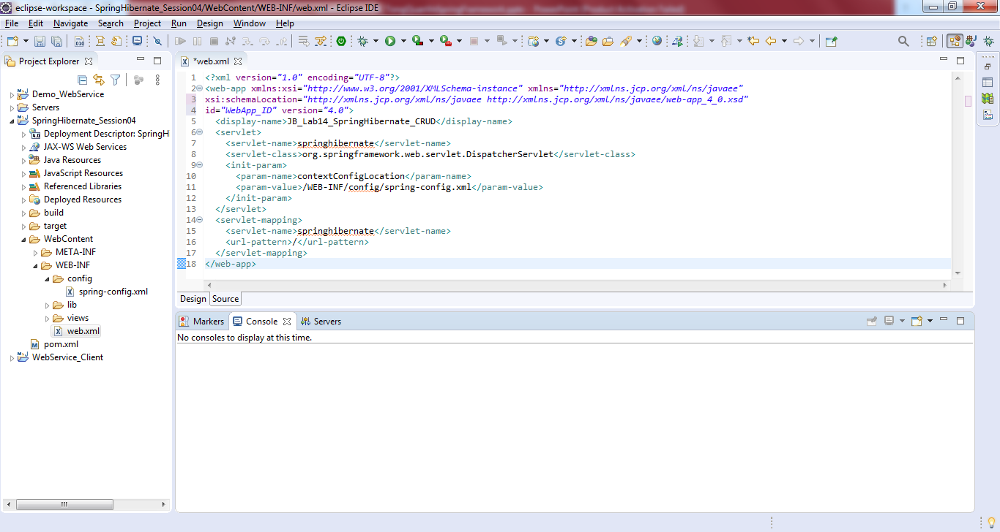 eclipse-workspace - SpringHibernate_Session04/WebContent/WEB-INF/web.xml - Eclipse IDE
File Edit Navigate Search Project Run Design Window Help
Project Explorer
Demo_WebService
Servers
SpringHibernate_Session04
Deployment Descriptor: SpringH
JAX-WS Web Services
Java Resources
JavaScript Resources
Referenced Libraries
Deployed Resources
build
target
WebContent
META-INF
WEB-INF
config
spring-config.xml
lib
views
web.xml
pom.xml
WebService_Client
*web.xml
1 <?xml version="1.0" encoding="UTF-8"?>
2 <web-app xmlns:xsi="http://www.w3.org/2001/XMLSchema-instance" xmlns="http://xmlns.jcp.org/xml/ns/javaee"
3 xsi:schemaLocation="http://xmlns.jcp.org/xml/ns/javaee http://xmlns.jcp.org/xml/ns/javaee/web-app_4_0.xsd"
4 id="WebApp_ID" version="4.0">
5 <display-name>JB_Lab14_SpringHibernate_CRUD</display-name>
6 <servlet>
7 <servlet-name>springhibernate</servlet-name>
8 <servlet-class>org.springframework.web.servlet.DispatcherServlet</servlet-class>
9 <init-param>
10 <param-name>contextConfigLocation</param-name>
11 <param-value>/WEB-INF/config/spring-config.xml</param-value>
12 </init-param>
13 </servlet>
14 <servlet-mapping>
15 <servlet-name>springhibernate</servlet-name>
16 <url-pattern>/</url-pattern>
17 </servlet-mapping>
18 </web-app>
Design Source
Markers Console Servers
No consoles to display at this time.